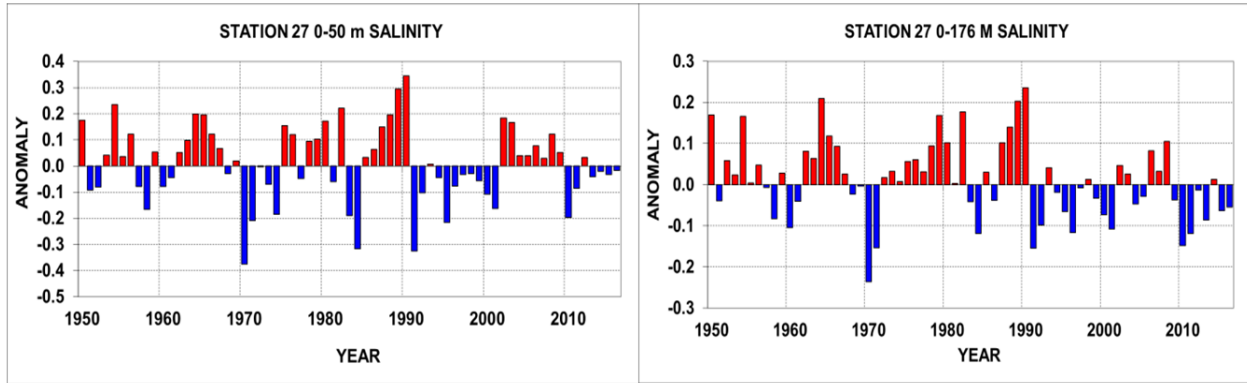 STATION 27 0-50 m SALINITY
0.4
0.3
0.2
0.1
0.0
-0.1
-0.2
-0.3
-0.4
-0.5
ANOMALY
1950 1960 1970 1980 1990 2000 2010
YEAR
STATION 27 0-176 M SALINITY
0.3
0.2
0.1
0.0
-0.1
-0.2
-0.3
ANOMALY
1950 1960 1970 1980 1990 2000 2010
YEAR